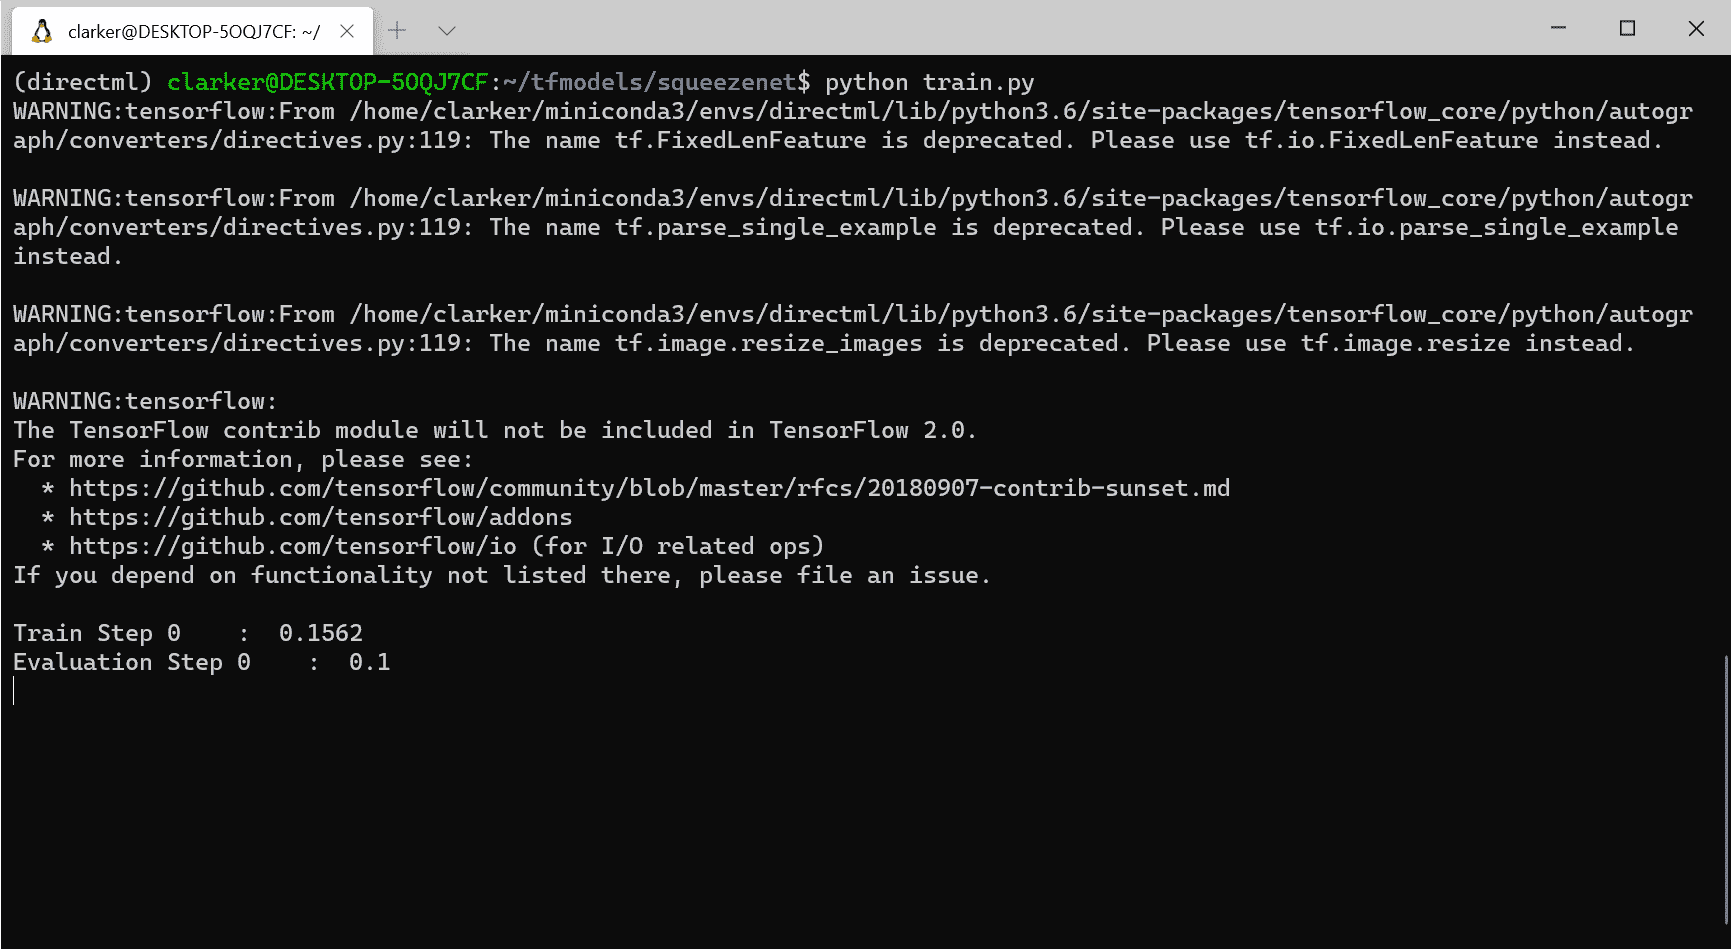 clarker@DESKTOP-5OQJ7CF: ~/
(directml) clarker@DESKTOP-5OQJ7CF:~/tfmodels/squeezenet$ python train.py
WARNING:tensorflow:From /home/clarker/miniconda3/envs/directml/lib/python3.6/site-packages/tensorflow_core/python/autogr
aph/converters/directives.py:119: The name tf.FixedLenFeature is deprecated. Please use tf.io.FixedLenFeature instead.
WARNING:tensorflow:From /home/clarker/miniconda3/envs/directml/lib/python3.6/site-packages/tensorflow_core/python/autogr
aph/converters/directives.py:119: The name tf.parse_single_example is deprecated. Please use tf.io.parse_single_example
instead.
WARNING:tensorflow:From /home/clarker/miniconda3/envs/directml/lib/python3.6/site-packages/tensorflow_core/python/autogr
aph/converters/directives.py:119: The name tf.image.resize_images is deprecated. Please use tf.image.resize instead.
WARNING:tensorflow:
The TensorFlow contrib module will not be included in TensorFlow 2.0.
For more information, please see:
  * https://github.com/tensorflow/community/blob/master/rfcs/20180907-contrib-sunset.md
  * https://github.com/tensorflow/addons
  * https://github.com/tensorflow/io (for I/O related ops)
If you depend on functionality not listed there, please file an issue.
Train Step 0    :  0.1562
Evaluation Step 0    :  0.1